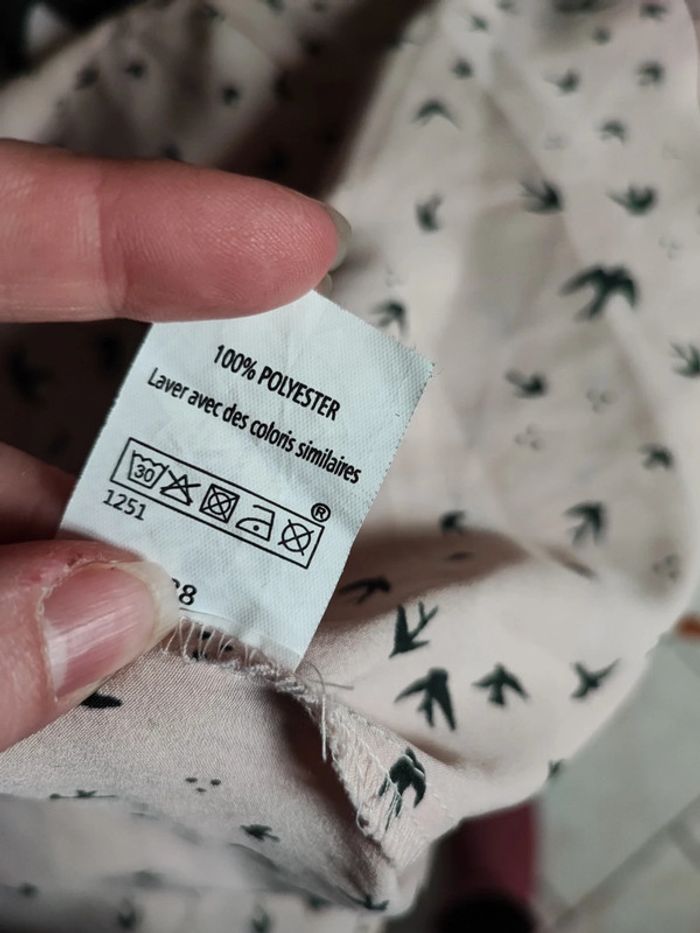 100% POLYESTER
Laver avec des coloris similaires
30
®
1251